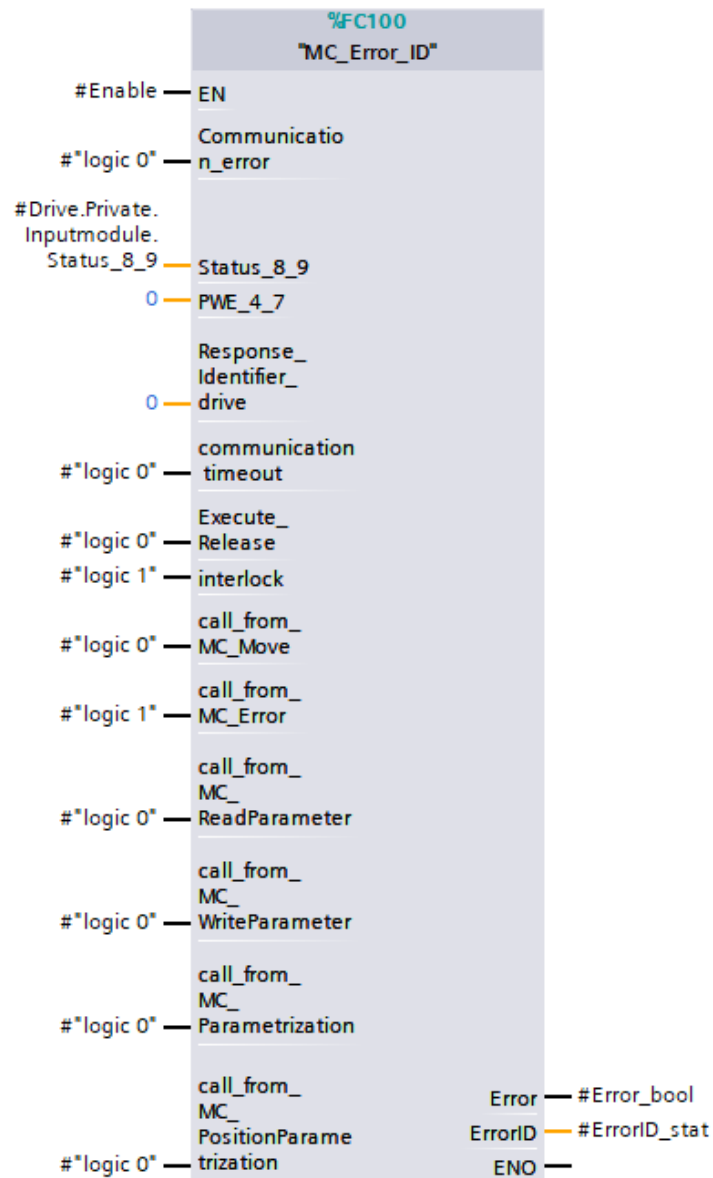 %FC100
"MC_Error_ID"
#Enable EN
Communicatio
#"logic 0" n_error
#Drive.Private.
Inputmodule.
Status_8_9 Status_8_9
0 PWE_4_7
Response_
Identifier_
0 drive
communication
#"logic 0" timeout
Execute_
#"logic 0" Release
#"logic 1" interlock
call_from_
#"logic 0" MC_Move
call_from_
#"logic 1" MC_Error
call_from_
MC_
#"logic 0" ReadParameter
call_from_
MC_
#"logic 0" WriteParameter
call_from_
MC_
#"logic 0" Parametrization
call_from_
Error #Error_bool
MC_
PositionParame ErrorID #ErrorID_stat
#"logic 0" trization ENO